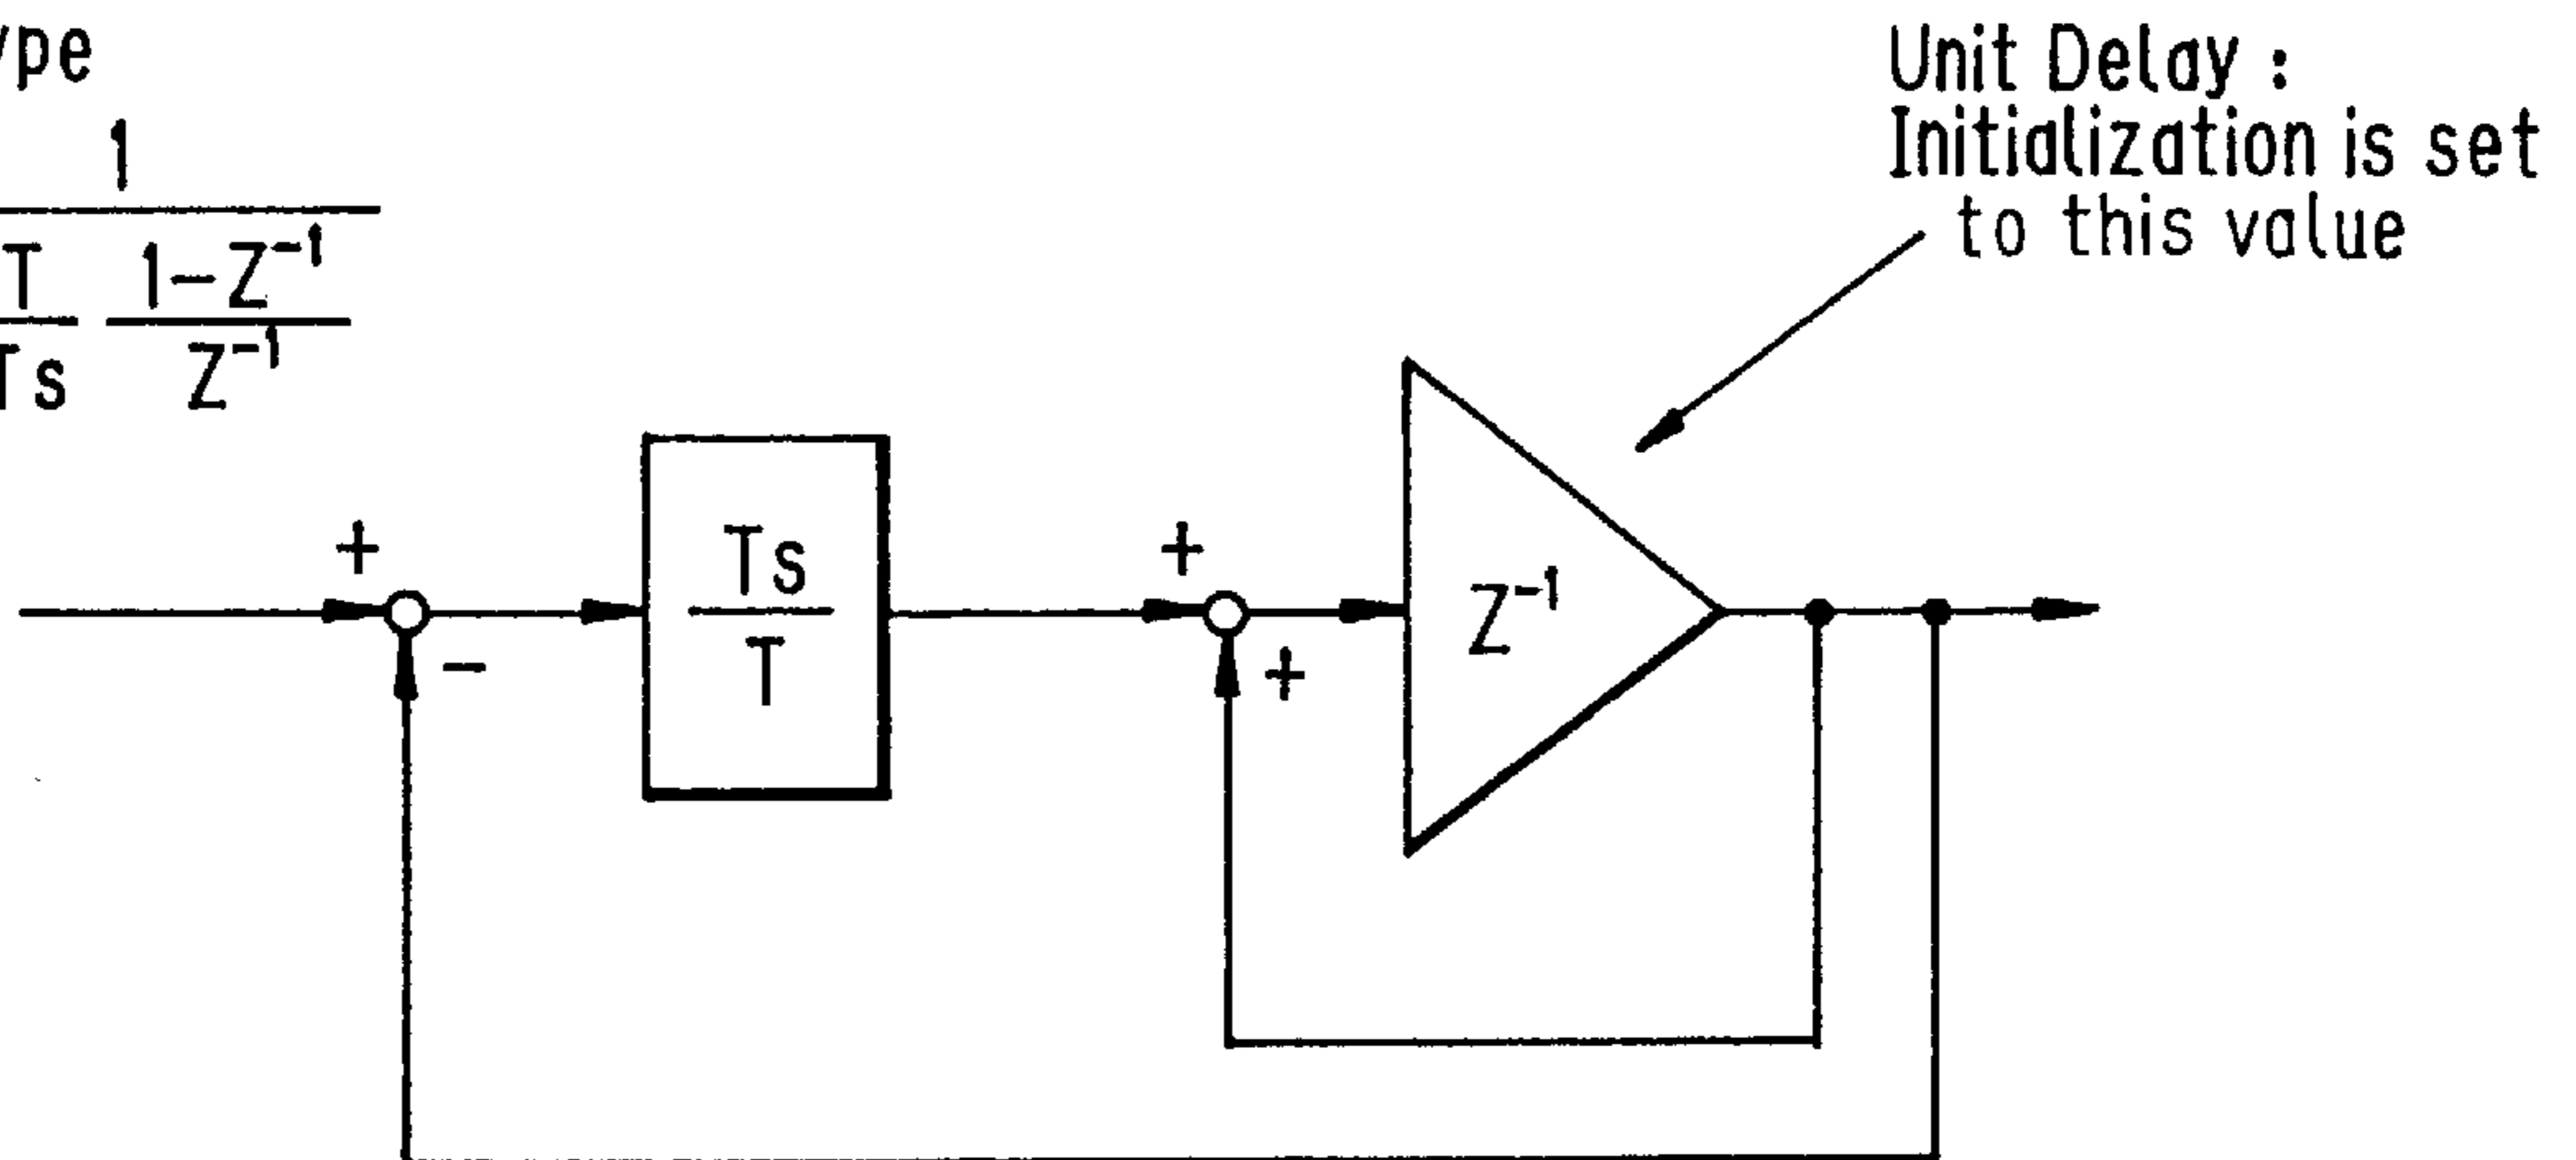 ype
1
T 1-Z⁻¹
Ts Z⁻¹
Unit Delay :
Initialization is set
to this value
+
-
Ts
T
+
+
Z⁻¹